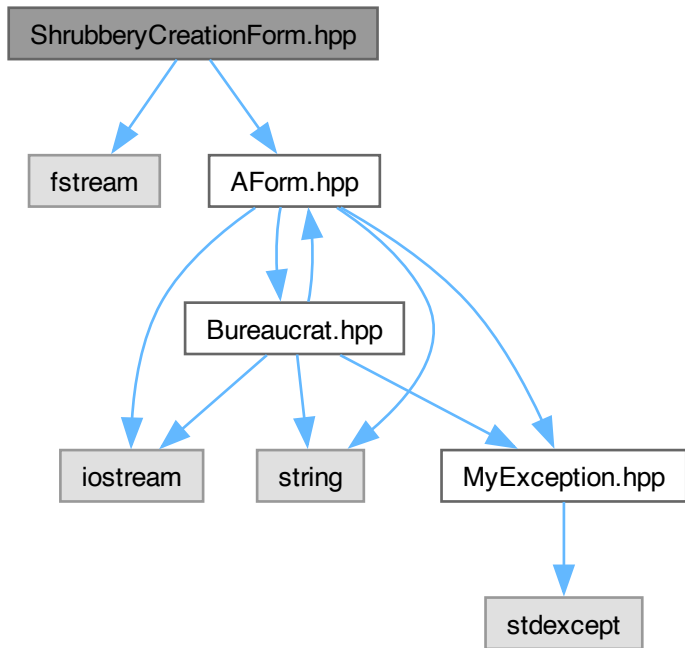 ShrubberyCreationForm.hpp
fstream
AForm.hpp
Bureaucrat.hpp
iostream
string
MyException.hpp
stdexcept